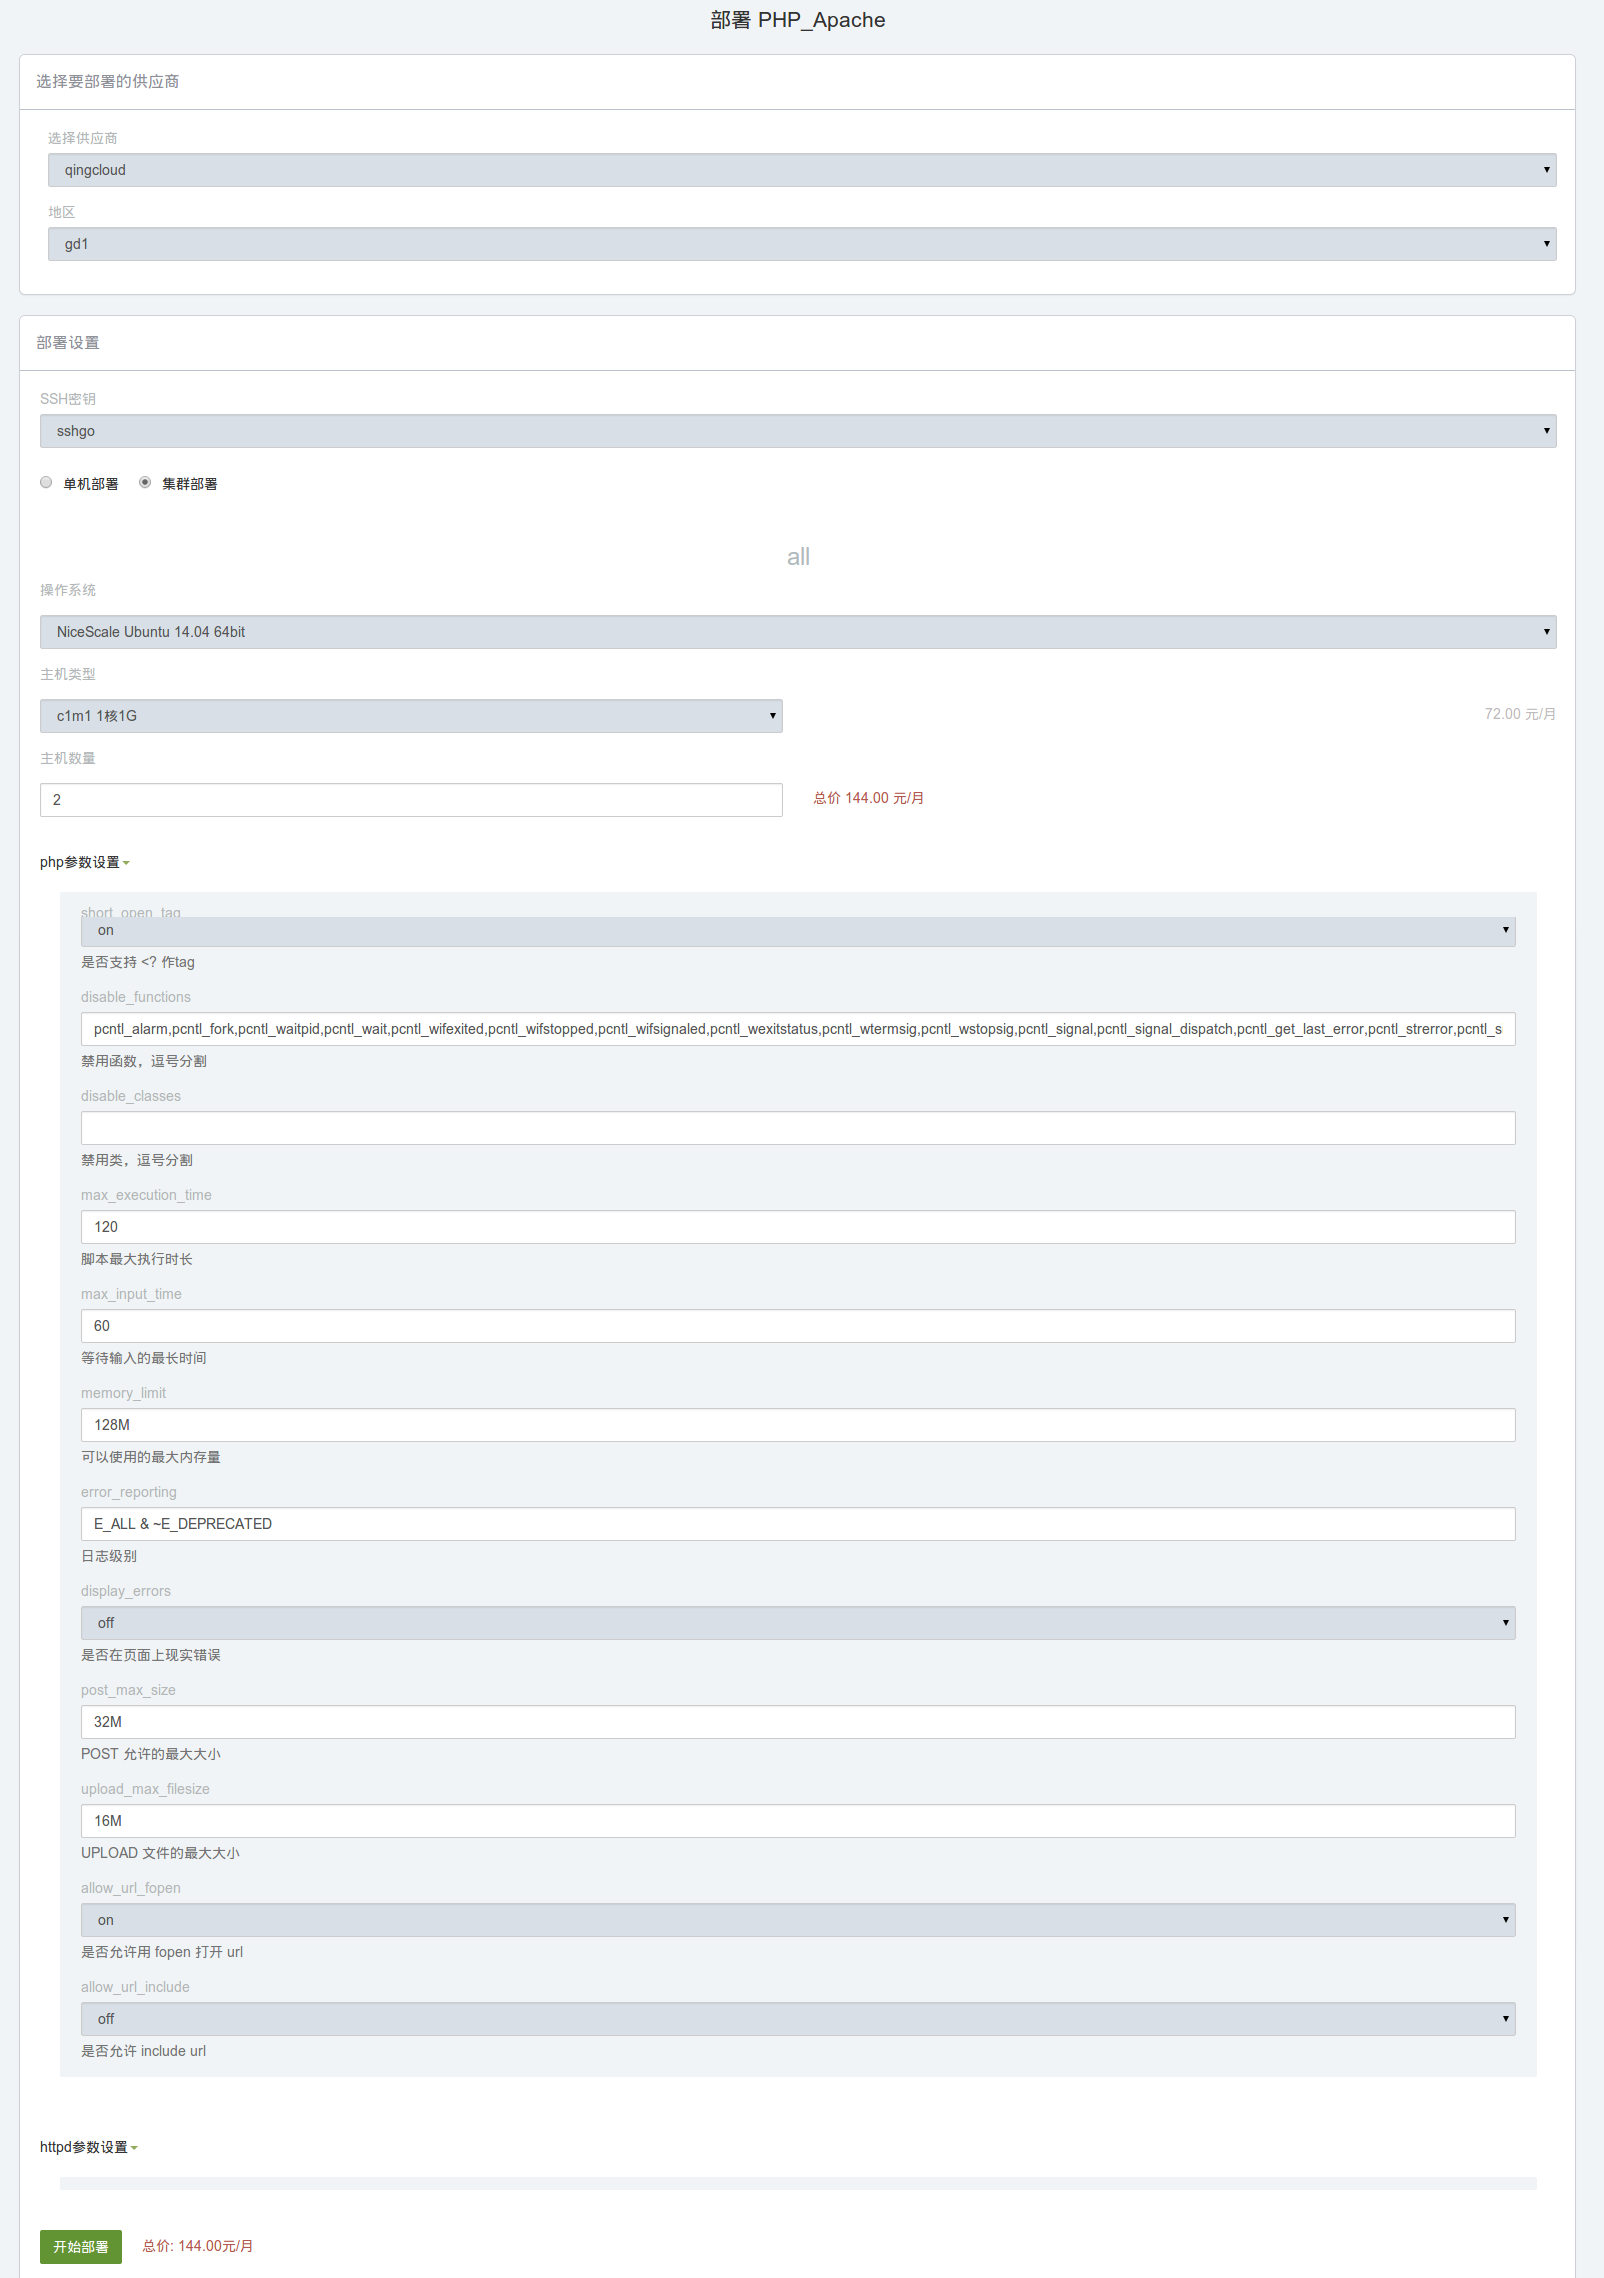 部署 PHP_Apache
选择要部署的供应商
选择供应商
qingcloud
地区
gd1
部署设置
SSH密钥
sshgo
单机部署 集群部署
all
操作系统
NiceScale Ubuntu 14.04 64bit
主机类型
c1m1 1核1G 72.00 元/月
主机数量
2 总价 144.00 元/月
php参数设置
short_open_tag
on
是否支持 <? 作tag
disable_functions
pcntl_alarm,pcntl_fork,pcntl_waitpid,pcntl_wait,pcntl_wifexited,pcntl_wifstopped,pcntl_wifsignaled,pcntl_wexitstatus,pcntl_wtermsig,pcntl_wstopsig,pcntl_signal,pcntl_signal_dispatch,pcntl_get_last_error,pcntl_strerror,pcntl_s
禁用函数，逗号分割
disable_classes
禁用类，逗号分割
max_execution_time
120
脚本最大执行时长
max_input_time
60
等待输入的最长时间
memory_limit
128M
可以使用的最大内存量
error_reporting
E_ALL & ~E_DEPRECATED
日志级别
display_errors
off
是否在页面上现实错误
post_max_size
32M
POST 允许的最大大小
upload_max_filesize
16M
UPLOAD 文件的最大大小
allow_url_fopen
on
是否允许用 fopen 打开 url
allow_url_include
off
是否允许 include url
httpd参数设置
开始部署 总价: 144.00元/月